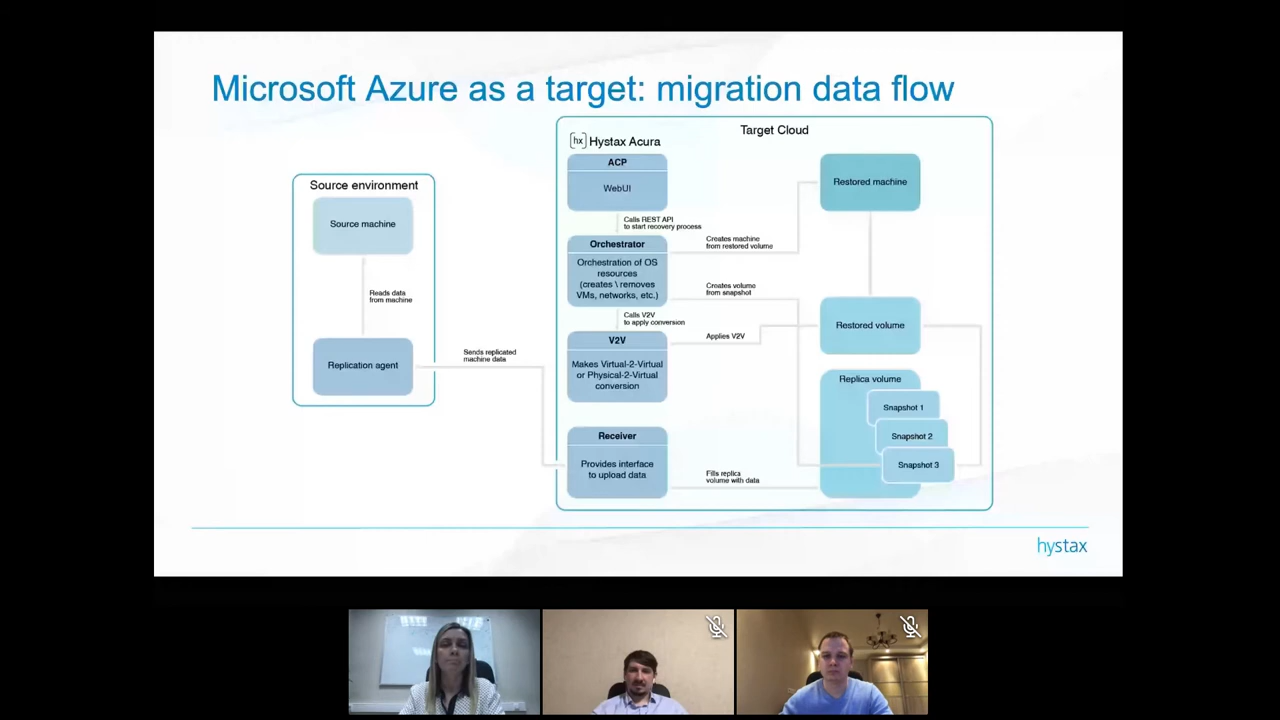 Microsoft Azure as a target: migration data flow
Source environment
Source machine
Reads data
from machine
Replication agent
Sends replicated
machine data
Target Cloud
[hx] Hystax Acura
ACP
WebUI
Calls REST API
to start recovery process
Orchestrator
Orchestration of OS
resources
(creates \ removes
VMs, networks, etc.)
Calls V2V
to apply conversion
V2V
Makes Virtual-2-Virtual
or Physical-2-Virtual
conversion
Receiver
Provides interface
to upload data
Creates machine
from restored volume
Creates volume
from snapshot
Applies V2V
Fills replica
volume with data
Restored machine
Restored volume
Replica volume
Snapshot 1
Snapshot 2
Snapshot 3
hystax